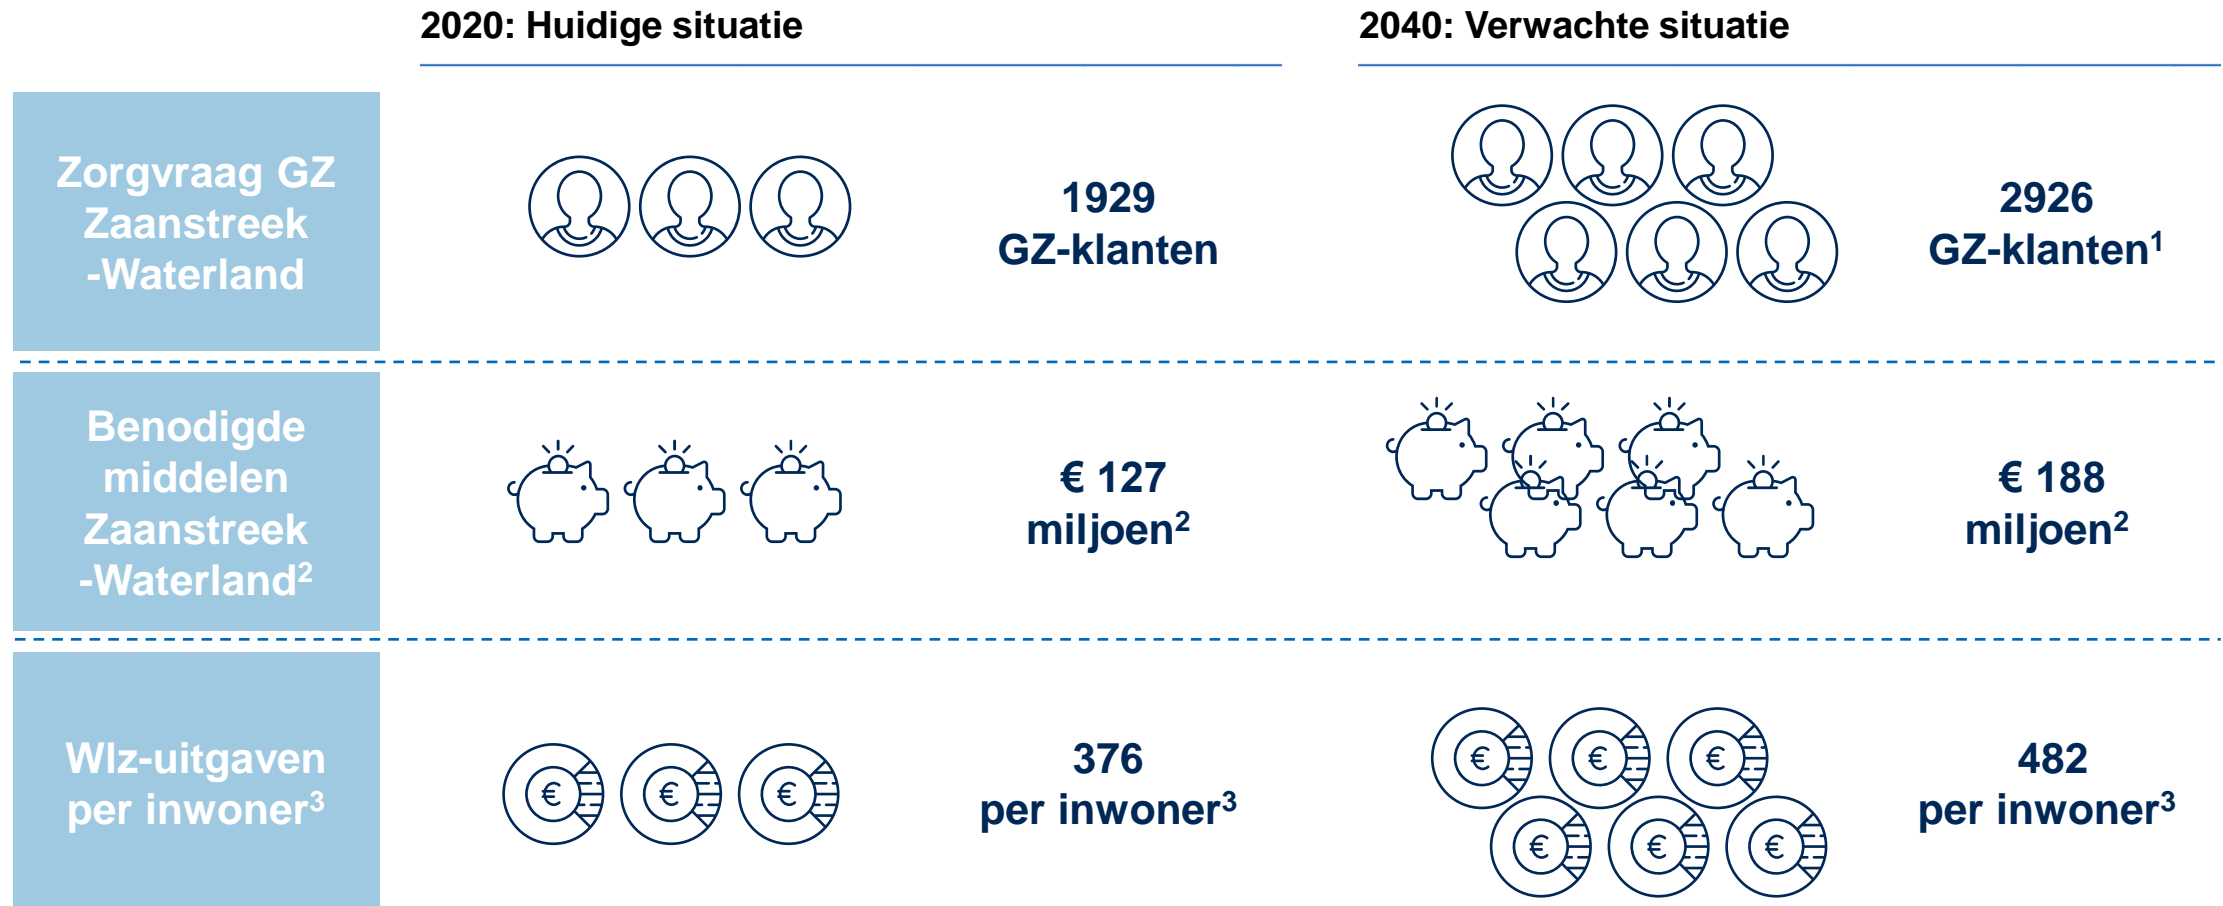 2020: Huidige situatie
2040: Verwachte situatie
Zorgvraag GZ
Zaanstreek
-Waterland
1929
GZ-klanten
2926
GZ-klanten¹
Benodigde
middelen
Zaanstreek
-Waterland²
€ 127
miljoen²
€ 188
miljoen²
Wlz-uitgaven
per inwoner³
€ € €
376
per inwoner³
€ € €
€ € €
482
per inwoner³